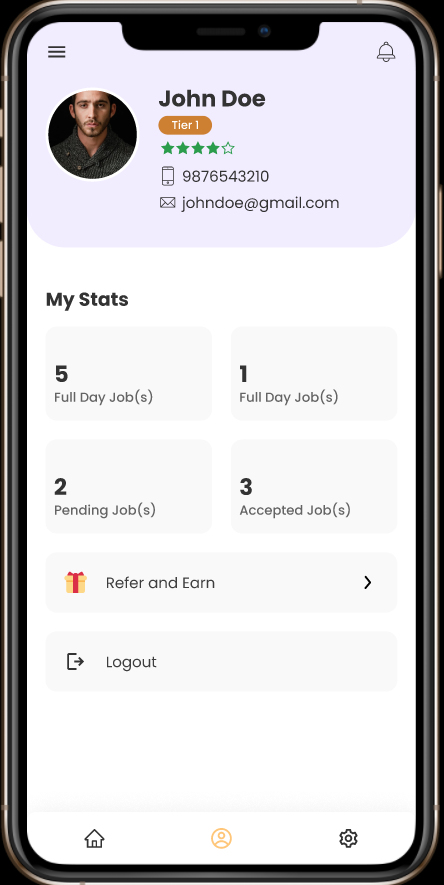 John Doe
Tier 1
9876543210
johndoe@gmail.com
My Stats
5
Full Day Job(s)
1
Full Day Job(s)
2
Pending Job(s)
3
Accepted Job(s)
Refer and Earn
Logout